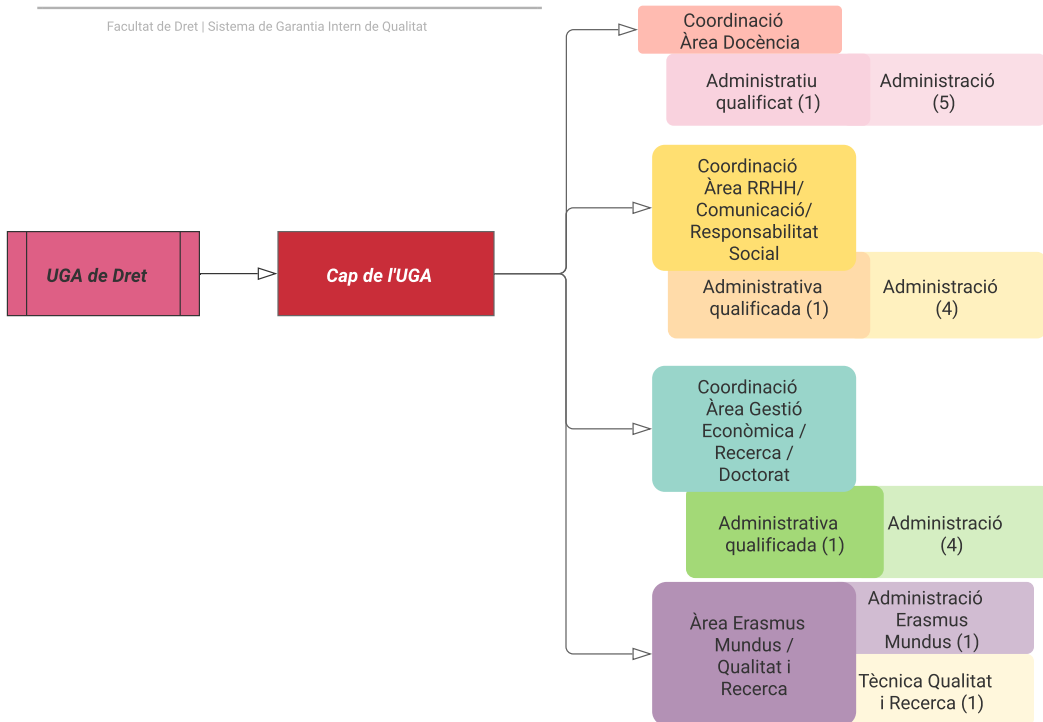 Facultat de Dret | Sistema de Garantia Intern de Qualitat
Coordinació
Àrea Docència
Administratiu
qualificat (1)
Administració
(5)
Coordinació
Àrea RRHH/
Comunicació/
Responsabilitat
Social
Administrativa
qualificada (1)
Administració
(4)
UGA de Dret
Cap de l'UGA
Coordinació
Àrea Gestió
Econòmica /
Recerca /
Doctorat
Administrativa
qualificada (1)
Administració
(4)
Àrea Erasmus
Mundus /
Qualitat i
Recerca
Administració
Erasmus
Mundus (1)
Tècnica Qualitat
i Recerca (1)